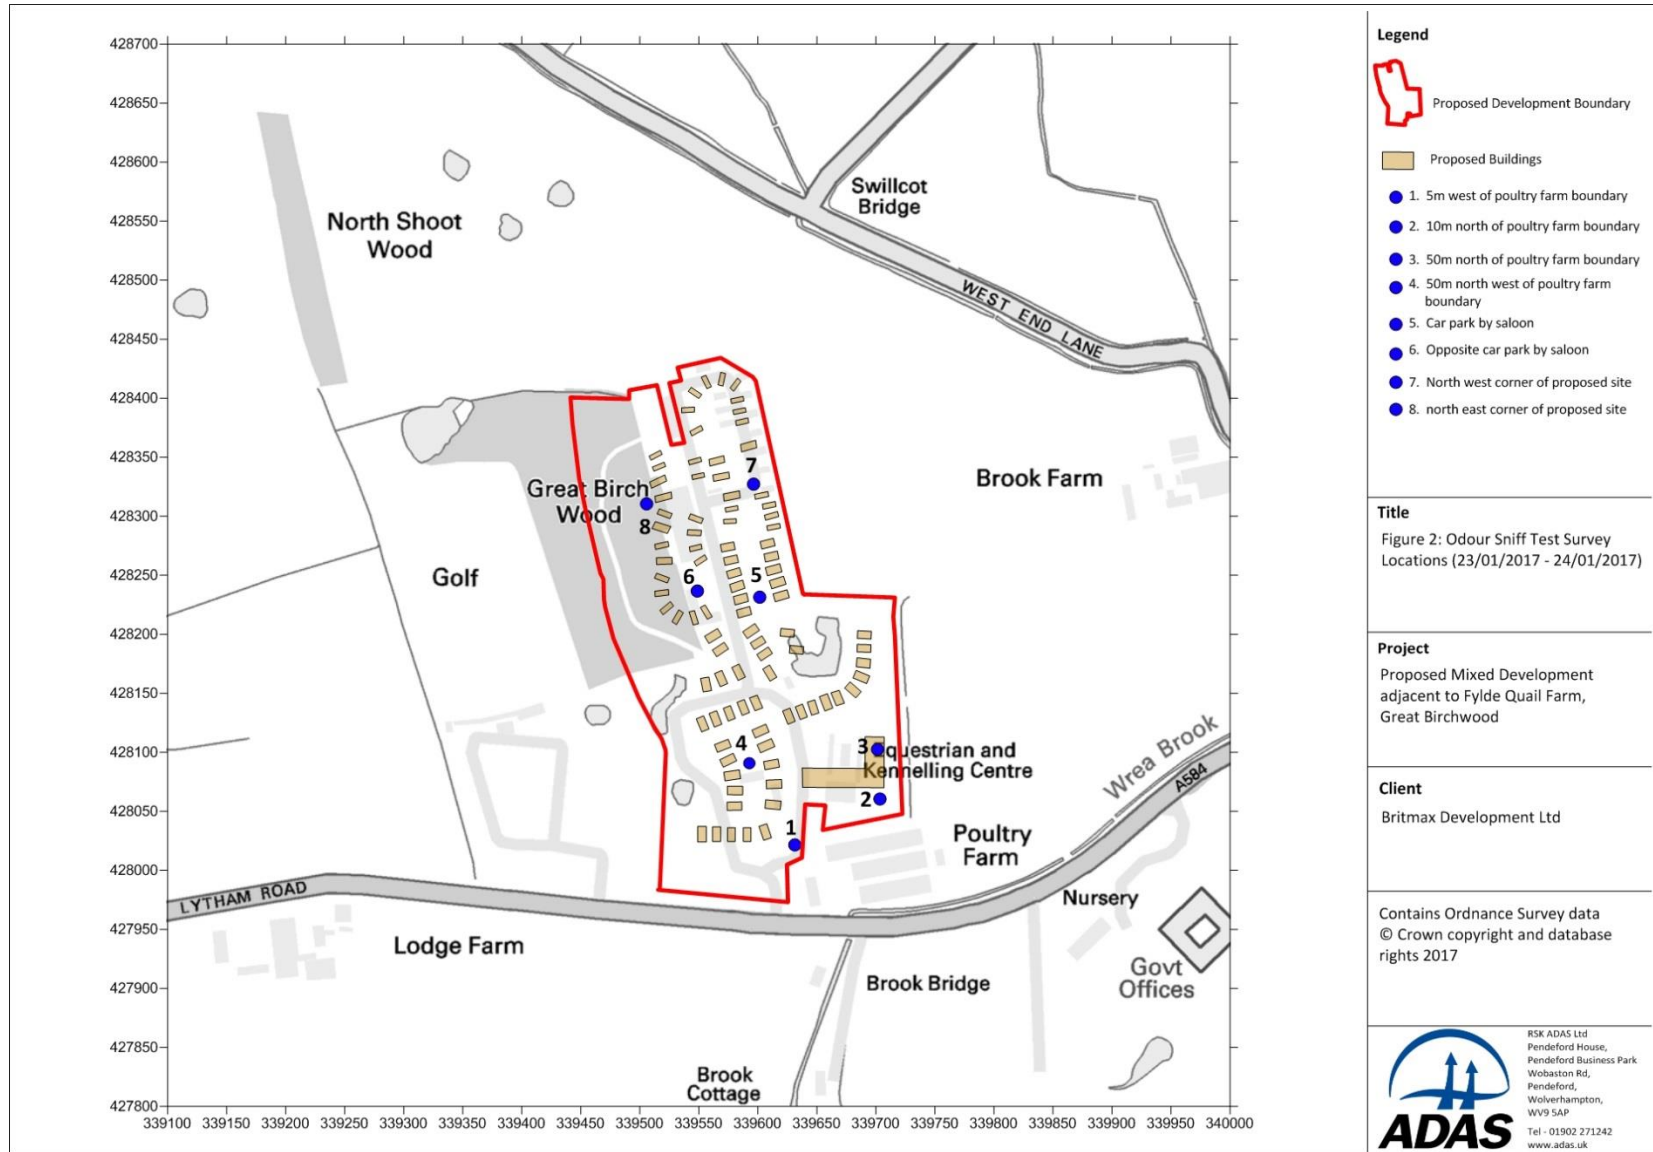 428700
428650
428600
428550
428500
428450
428400
428350
428300
428250
428200
428150
428100
428050
428000
427950
427900
427850
427800
339100 339150 339200 339250 339300 339350 339400 339450 339500 339550 339600 339650 339700 339750 339800 339850 339900 339950 340000
North Shoot
Wood
Swillcot
Bridge
WEST END LANE
Brook Farm
Great Birch
Wood
Golf
7
8
6
5
4
3
Equestrian and
Kennelling Centre
2
1
Wrea Brook
A584
Poultry
Farm
Nursery
LYTHAM ROAD
Lodge Farm
Govt
Offices
Brook Bridge
Brook
Cottage
Legend
Proposed Development Boundary
Proposed Buildings
1. 5m west of poultry farm boundary
2. 10m north of poultry farm boundary
3. 50m north of poultry farm boundary
4. 50m north west of poultry farm
boundary
5. Car park by saloon
6. Opposite car park by saloon
7. North west corner of proposed site
8. north east corner of proposed site
Title
Figure 2: Odour Sniff Test Survey
Locations (23/01/2017 - 24/01/2017)
Project
Proposed Mixed Development
adjacent to Fylde Quail Farm,
Great Birchwood
Client
Britmax Development Ltd
Contains Ordnance Survey data
© Crown copyright and database
rights 2017
ADAS
RSK ADAS Ltd
Pendeford House,
Pendeford Business Park
Wobaston Rd,
Pendeford,
Wolverhampton,
WV9 5AP
Tel - 01902 271242
www.adas.uk